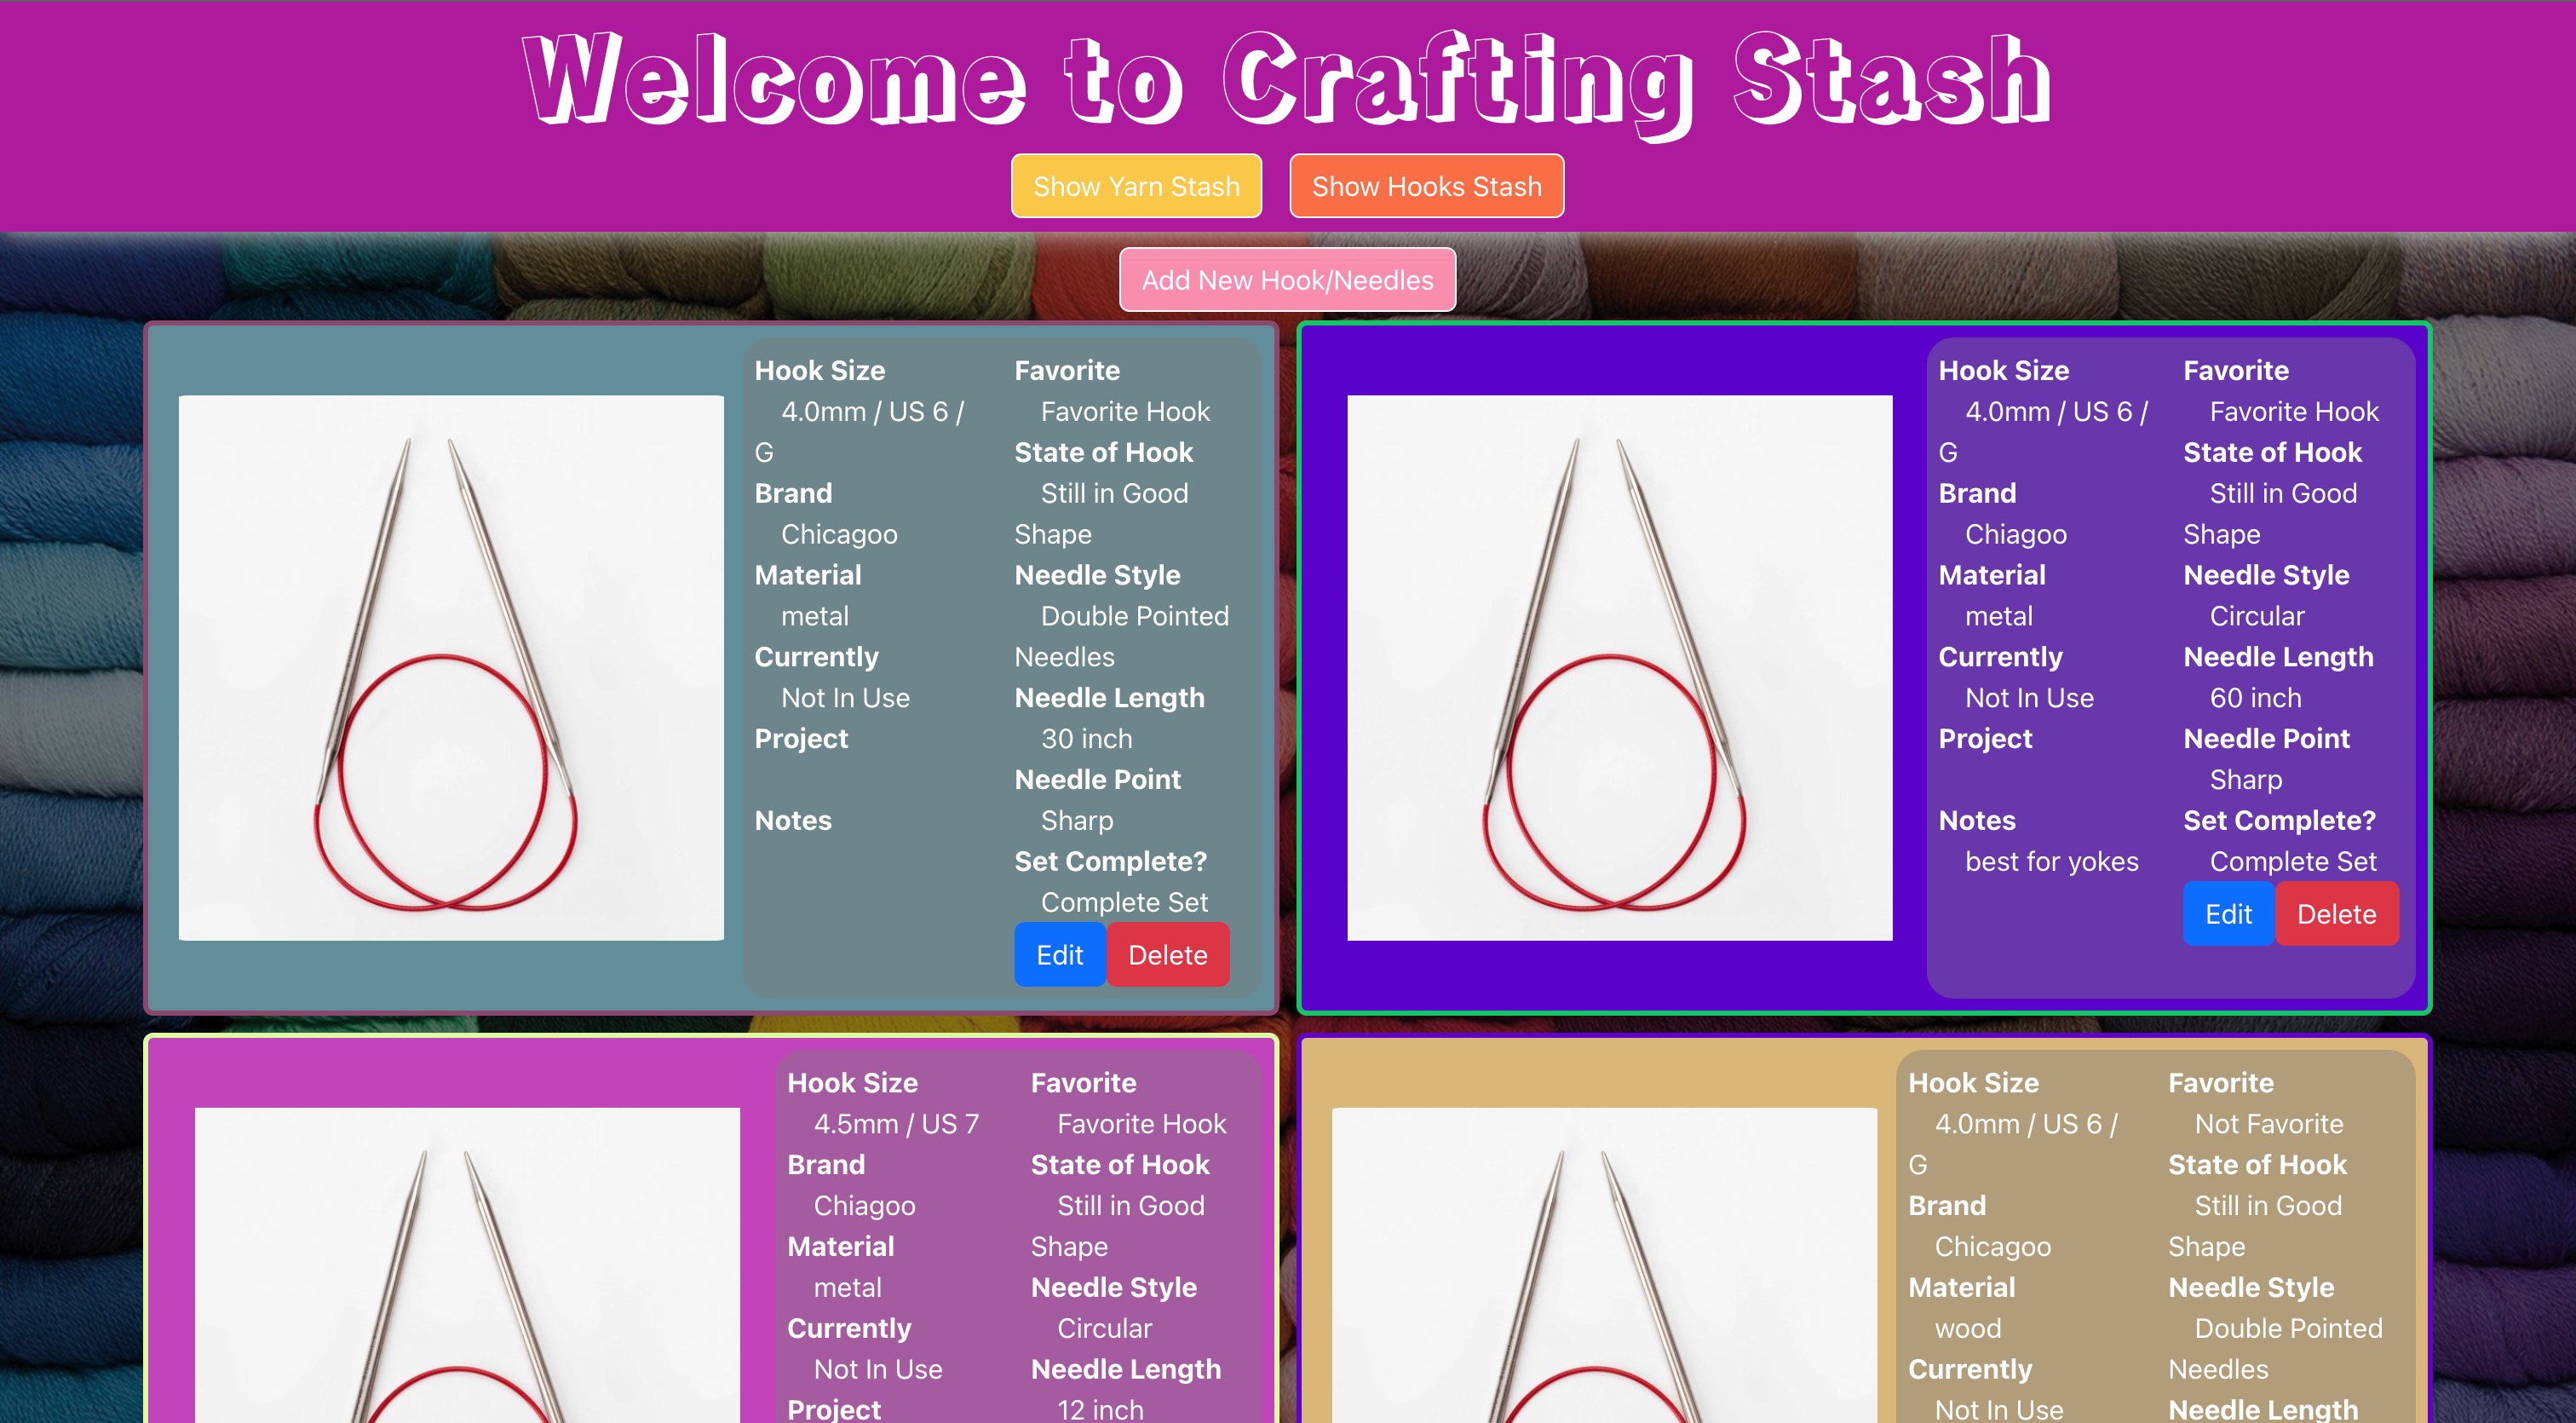 Welcome to Crafting Stash
Show Yarn Stash
Show Hooks Stash
Add New Hook/Needles
Hook Size
4.0mm / US 6 /
G
Brand
Chicagoo
Material
metal
Currently
Not In Use
Project
Notes
Favorite
Favorite Hook
State of Hook
Still in Good
Shape
Needle Style
Double Pointed
Needles
Needle Length
30 inch
Needle Point
Sharp
Set Complete?
Complete Set
Edit
Delete
Hook Size
4.0mm / US 6 /
G
Brand
Chiagoo
Material
metal
Currently
Not In Use
Project
Notes
best for yokes
Favorite
Favorite Hook
State of Hook
Still in Good
Shape
Needle Style
Circular
Needle Length
60 inch
Needle Point
Sharp
Set Complete?
Complete Set
Edit
Delete
Hook Size
4.5mm / US 7
Brand
Chiagoo
Material
metal
Currently
Not In Use
Project
Favorite
Favorite Hook
State of Hook
Still in Good
Shape
Needle Style
Circular
Needle Length
12 inch
Hook Size
4.0mm / US 6 /
G
Brand
Chicagoo
Material
wood
Currently
Not In Use
Favorite
Not Favorite
State of Hook
Still in Good
Shape
Needle Style
Double Pointed
Needles
Needle Length